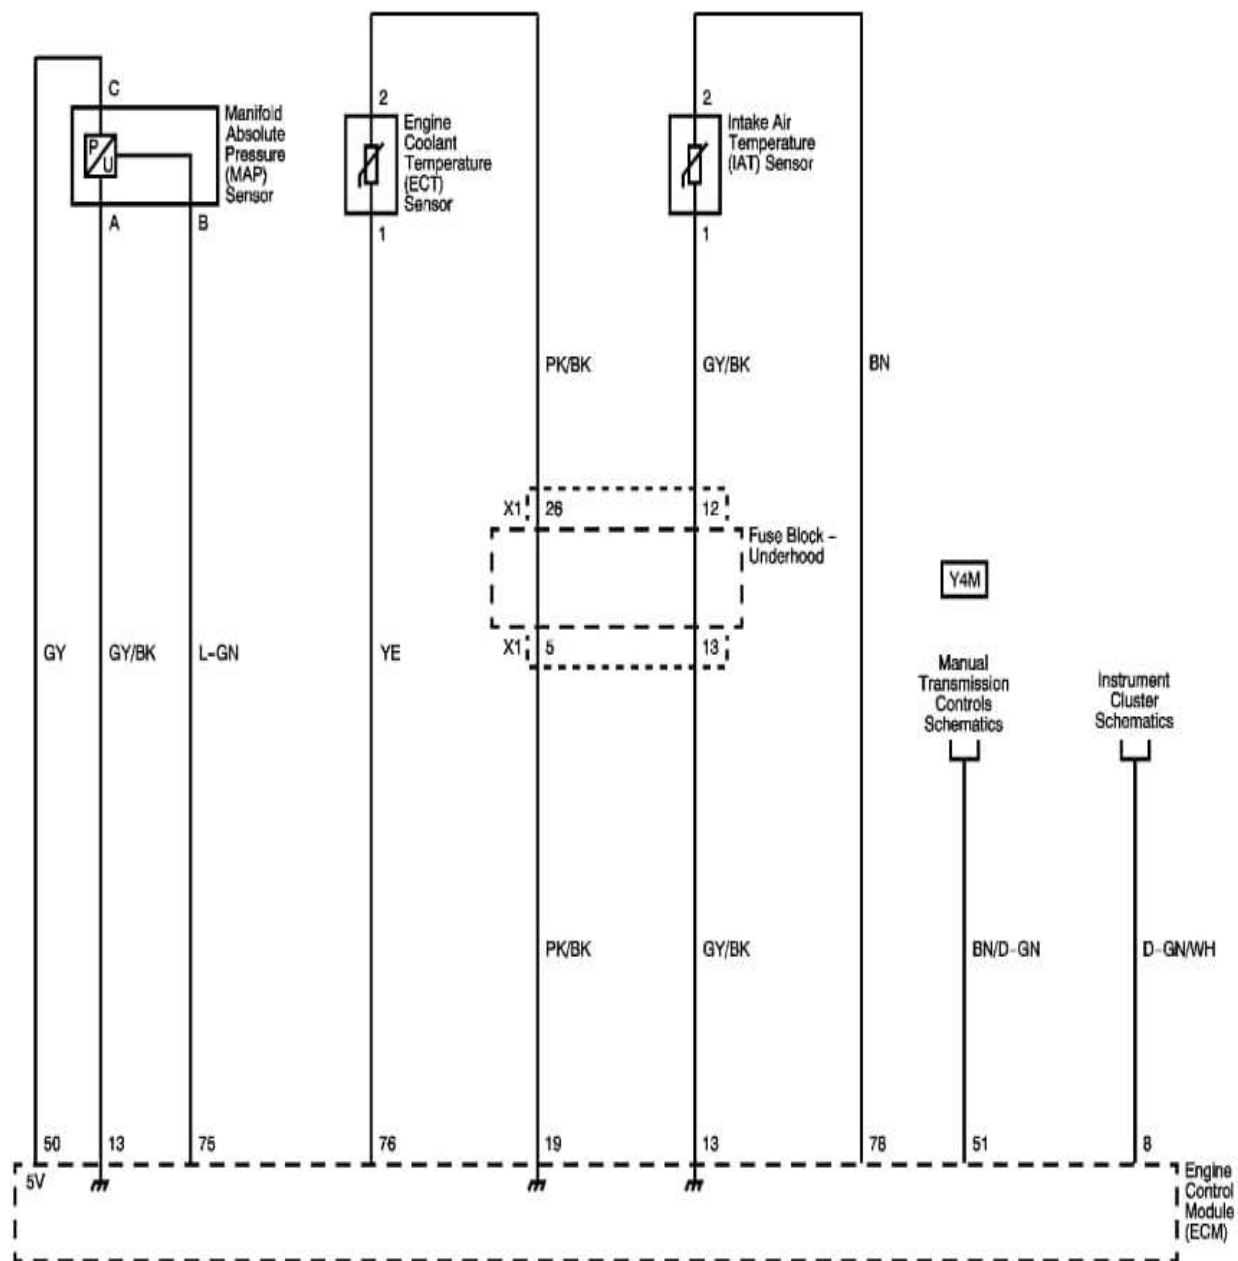 C
Manifold
Absolute
Pressure
(MAP)
Sensor
P
U
A
B
2
Engine
Coolant
Temperature
(ECT)
Sensor
1
2
Intake Air
Temperature
(IAT) Sensor
1
PK/BK
GY/BK
BN
X1
26
12
Fuse Block –
Underhood
X1
5
13
Y4M
GY
GY/BK
L-GN
YE
Manual
Transmission
Controls
Schematics
Instrument
Cluster
Schematics
PK/BK
GY/BK
BN/D-GN
D-GN/WH
50
13
75
76
19
13
78
51
8
5V
Engine
Control
Module
(ECM)